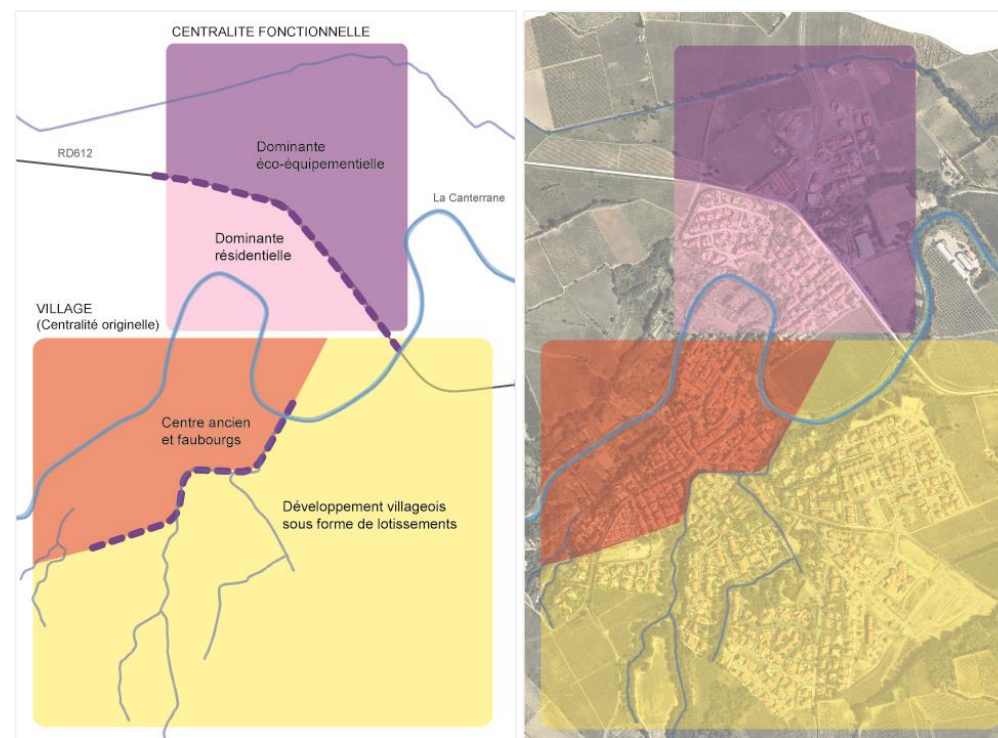 CENTRALITE FONCTIONNELLE
RD612
Dominante
éco-équipementielle
La Canterrane
Dominante
résidentielle
VILLAGE
(Centralité originelle)
Centre ancien
et faubourgs
Développement villageois
sous forme de lotissements